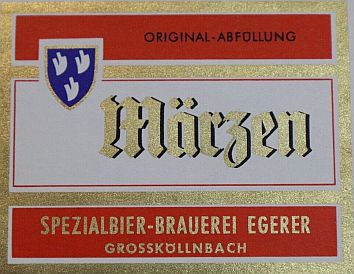 ORIGINAL-ABFÜLLUNG
Märzen
SPEZIALBIER-BRAUEREI EGERER
GROSSKÖLLNBACH